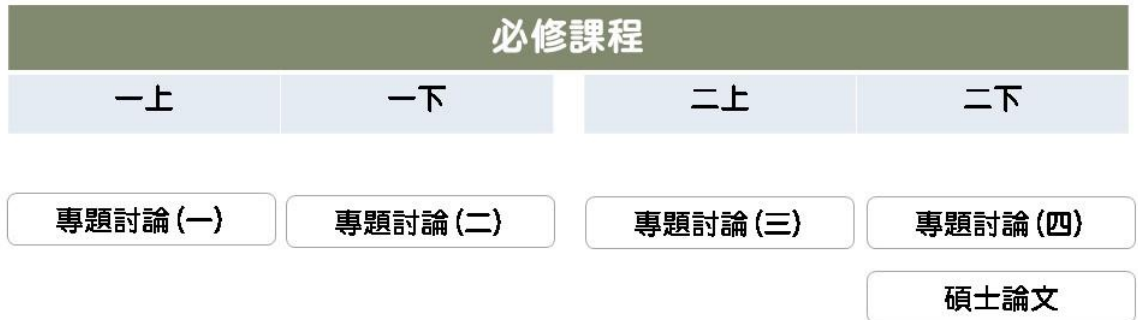 必修課程
一上 一下 二上 二下
專題討論(一) 專題討論(二) 專題討論(三) 專題討論(四)
碩士論文